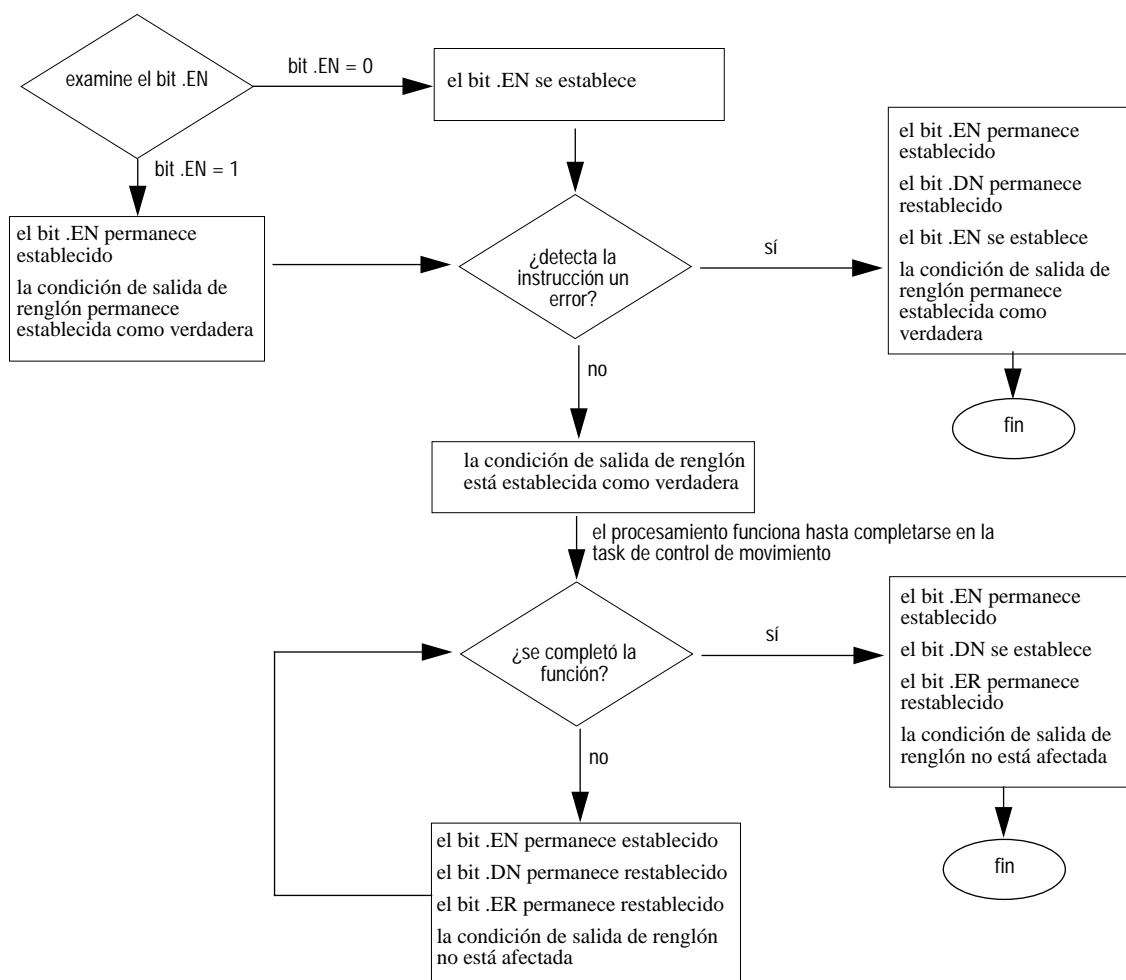 examine el bit .EN
bit .EN = 0
el bit .EN se establece
bit .EN = 1
el bit .EN permanece
establecido
la condición de salida de
renglón permanece
establecida como verdadera
¿detecta la
instrucción un
error?
sí
el bit .EN permanece
establecido
el bit .DN permanece
restablecido
el bit .EN se establece
la condición de salida de
renglón permanece
establecida como
verdadera
fin
no
la condición de salida de renglón
está establecida como verdadera
el procesamiento funciona hasta completarse en la
task de control de movimiento
¿se completó la
función?
sí
el bit .EN permanece
establecido
el bit .DN se establece
el bit .ER permanece
restablecido
la condición de salida de
renglón no está afectada
fin
no
el bit .EN permanece establecido
el bit .DN permanece restablecido
el bit .ER permanece restablecido
la condición de salida de renglón
no está afectada